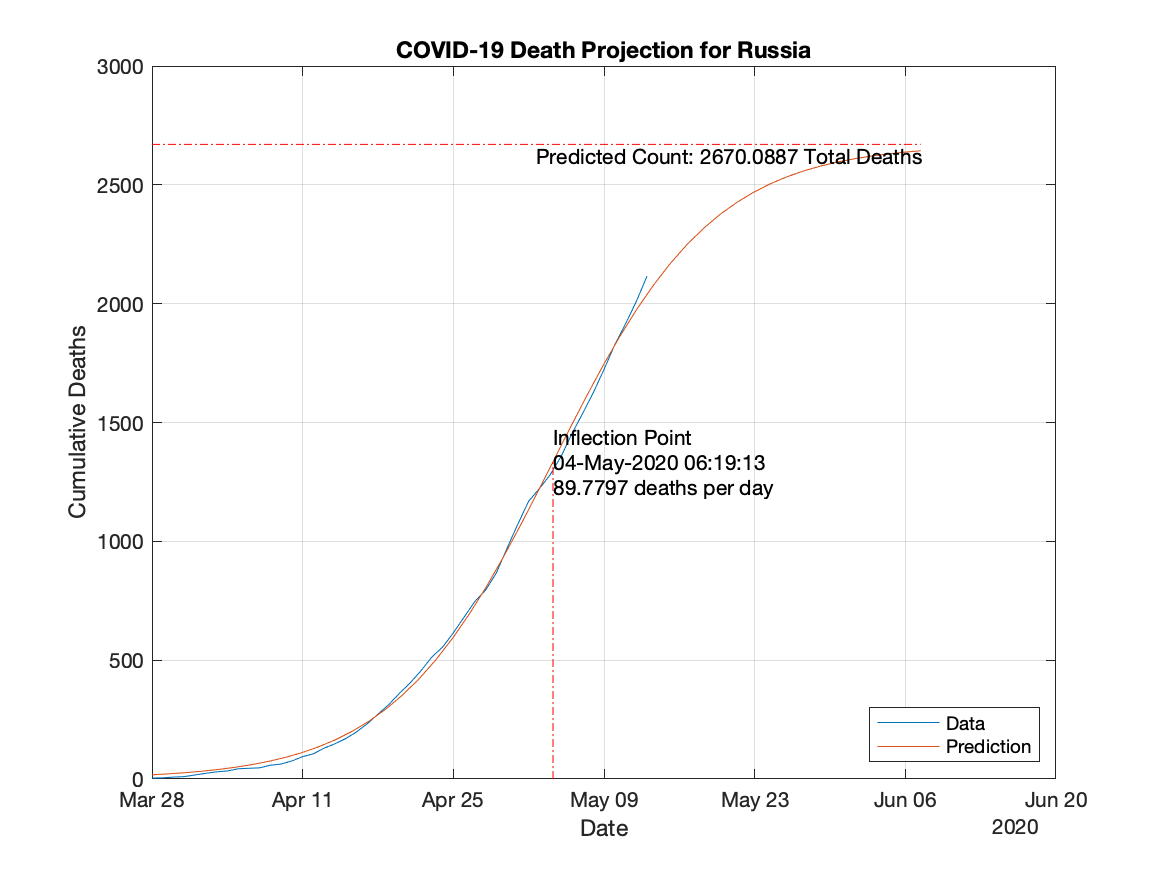 COVID-19 Death Projection for Russia
3000
2500
2000
1500
1000
500
0
Cumulative Deaths
Predicted Count: 2670.0887 Total Deaths
Inflection Point
04-May-2020 06:19:13
89.7797 deaths per day
Data
Prediction
Mar 28
Apr 11
Apr 25
May 09
May 23
Jun 06
Jun 20
Date
2020